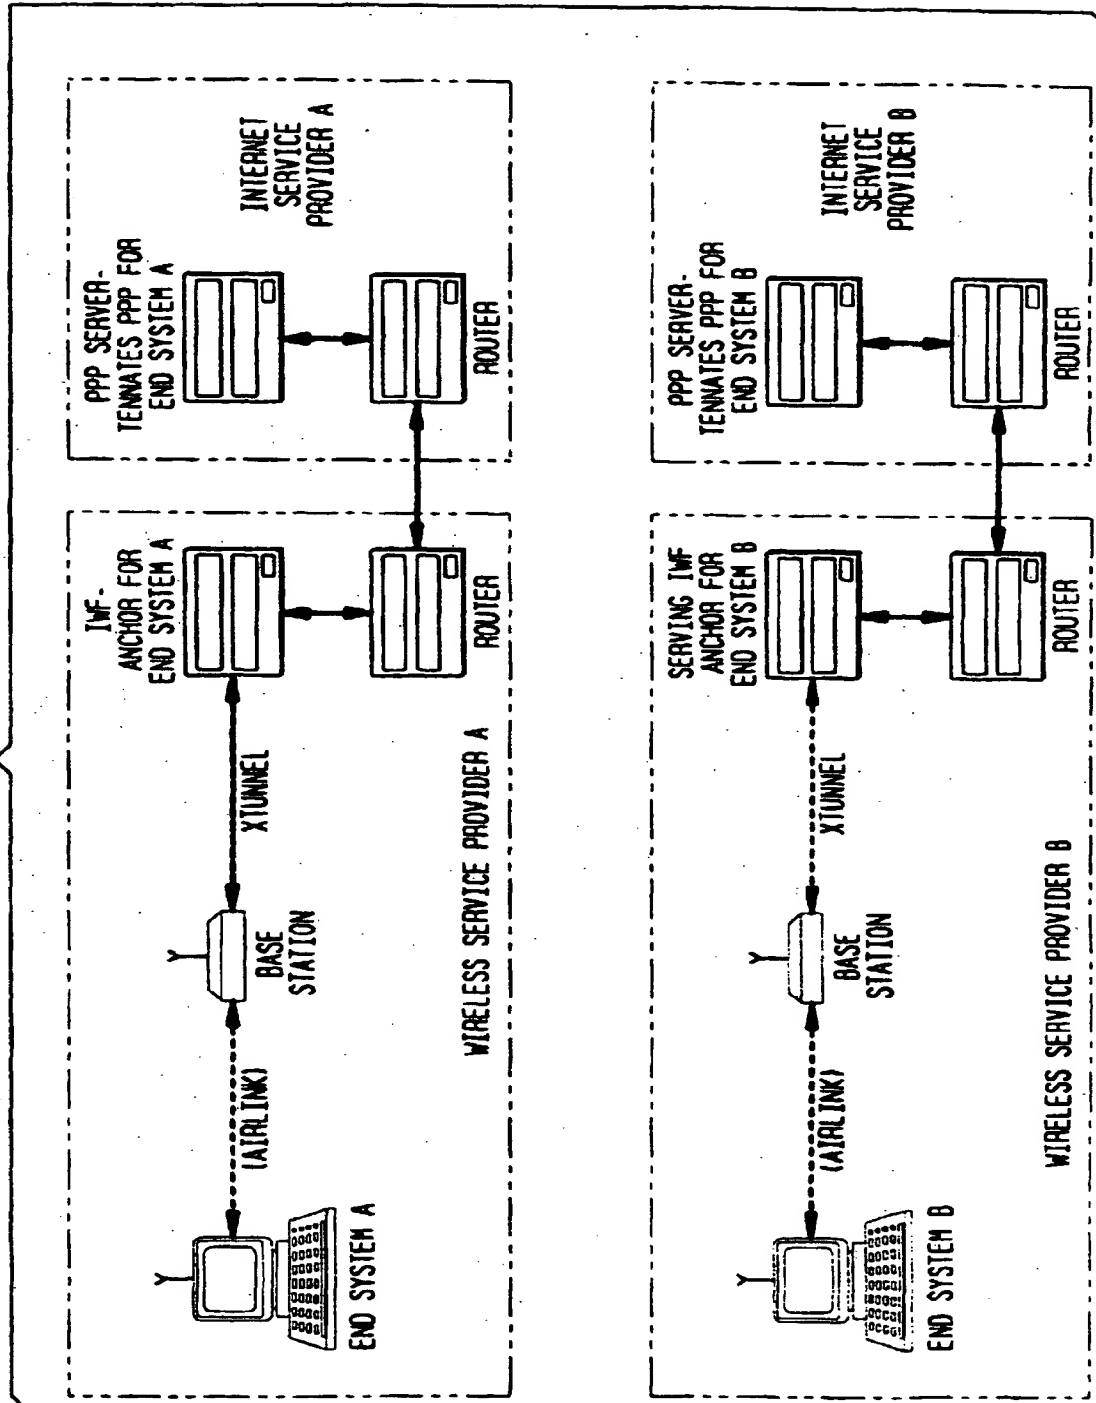 PPP SERVER-
TENNATES PPP FOR
END SYSTEM A
INTERNET
SERVICE
PROVIDER A
ROUTER
IWF-
ANCHOR FOR
END SYSTEM A
ROUTER
XTUNNEL
BASE
STATION
(AIRLINK)
END SYSTEM A
WIRELESS SERVICE PROVIDER A
PPP SERVER-
TENNATES PPP FOR
END SYSTEM B
INTERNET
SERVICE
PROVIDER B
ROUTER
SERVING IWF
ANCHOR FOR
END SYSTEM B
ROUTER
XTUNNEL
BASE
STATION
(AIRLINK)
END SYSTEM B
WIRELESS SERVICE PROVIDER B